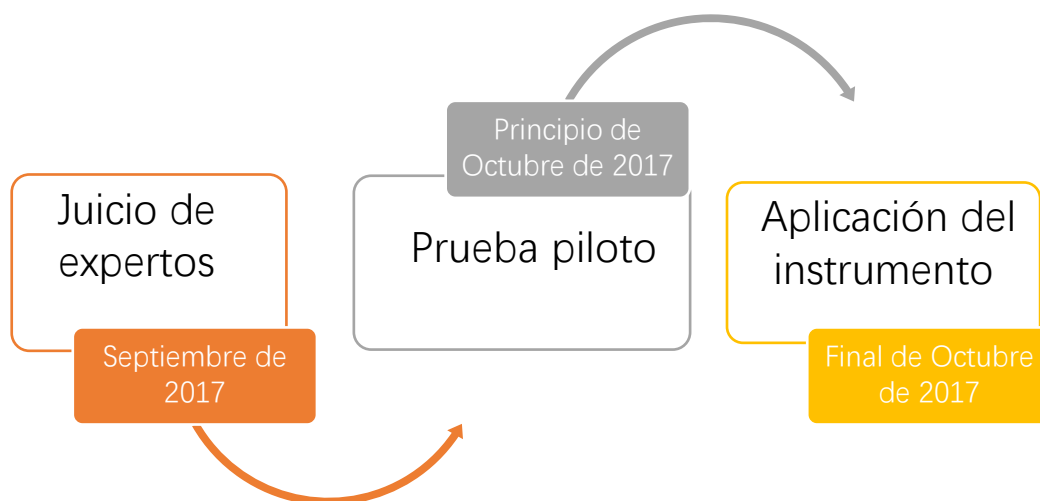 Juicio de
expertos
Septiembre de
2017
Principio de
Octubre de 2017
Prueba piloto
Aplicación del
instrumento
Final de Octubre
de 2017